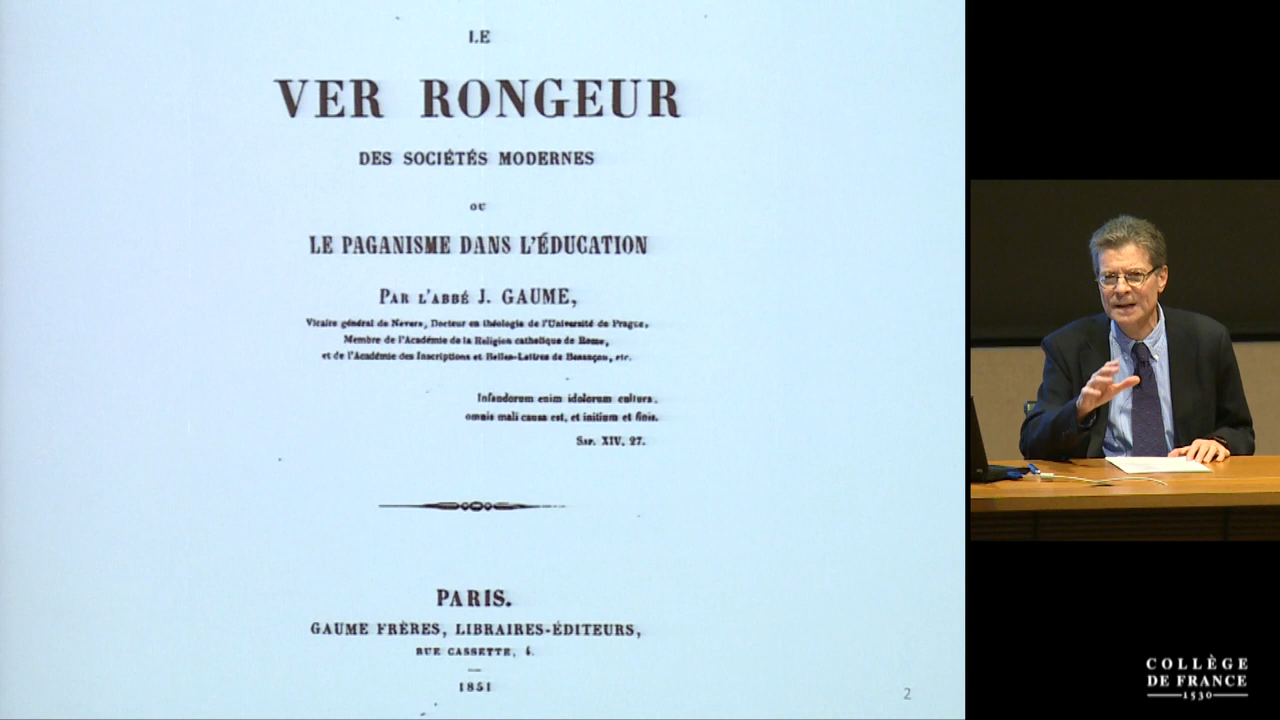 LE
VER RONGEUR
DES SOCIÉTÉS MODERNES
OU
LE PAGANISME DANS L'ÉDUCATION
PAR L'ABBÉ J. GAUME,
Vicaire général de Nevers, Docteur en théologie de l'Université de Prague,
Membre de l'Académie de la Religion catholique de Rome,
et de l'Académie des Inscriptions et Belles-Lettres de Besançon, etc.
Infandorum enim idolorum cultura,
omnis mali causa est, et initium et finis.
SAP. XIV, 27.
PARIS.
GAUME FRÈRES, LIBRAIRES-ÉDITEURS,
RUE CASSETTE, 4.
1851
2
COLLÈGE
DE FRANCE
1530